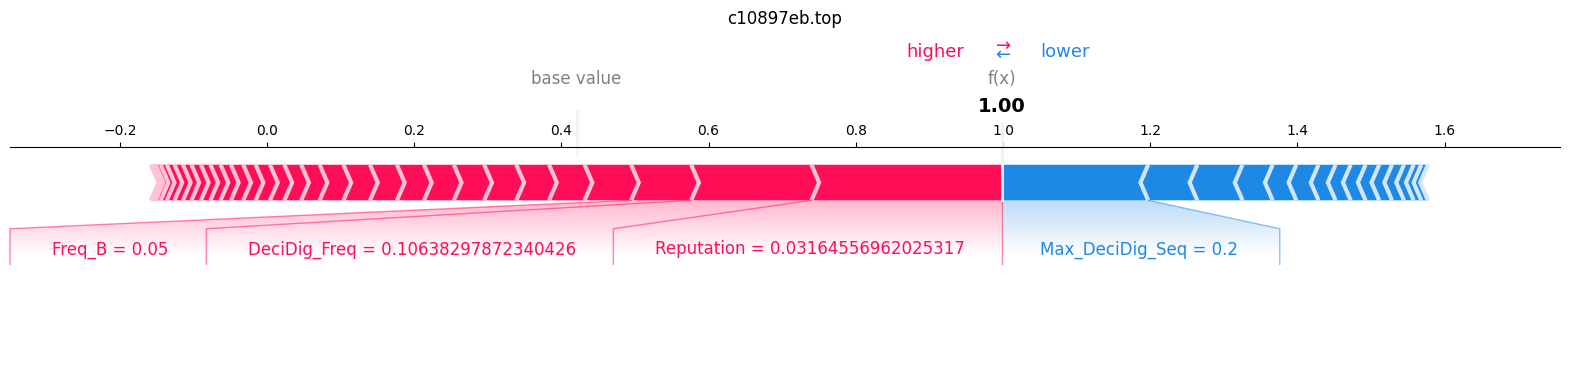 c10897eb.top
higher → ← lower
base value f(x)
1.00
−0.2 0.0 0.2 0.4 0.6 0.8 1.0 1.2 1.4 1.6
Freq_B = 0.05 DeciDig_Freq = 0.10638297872340426 Reputation = 0.03164556962025317 Max_DeciDig_Seq = 0.2